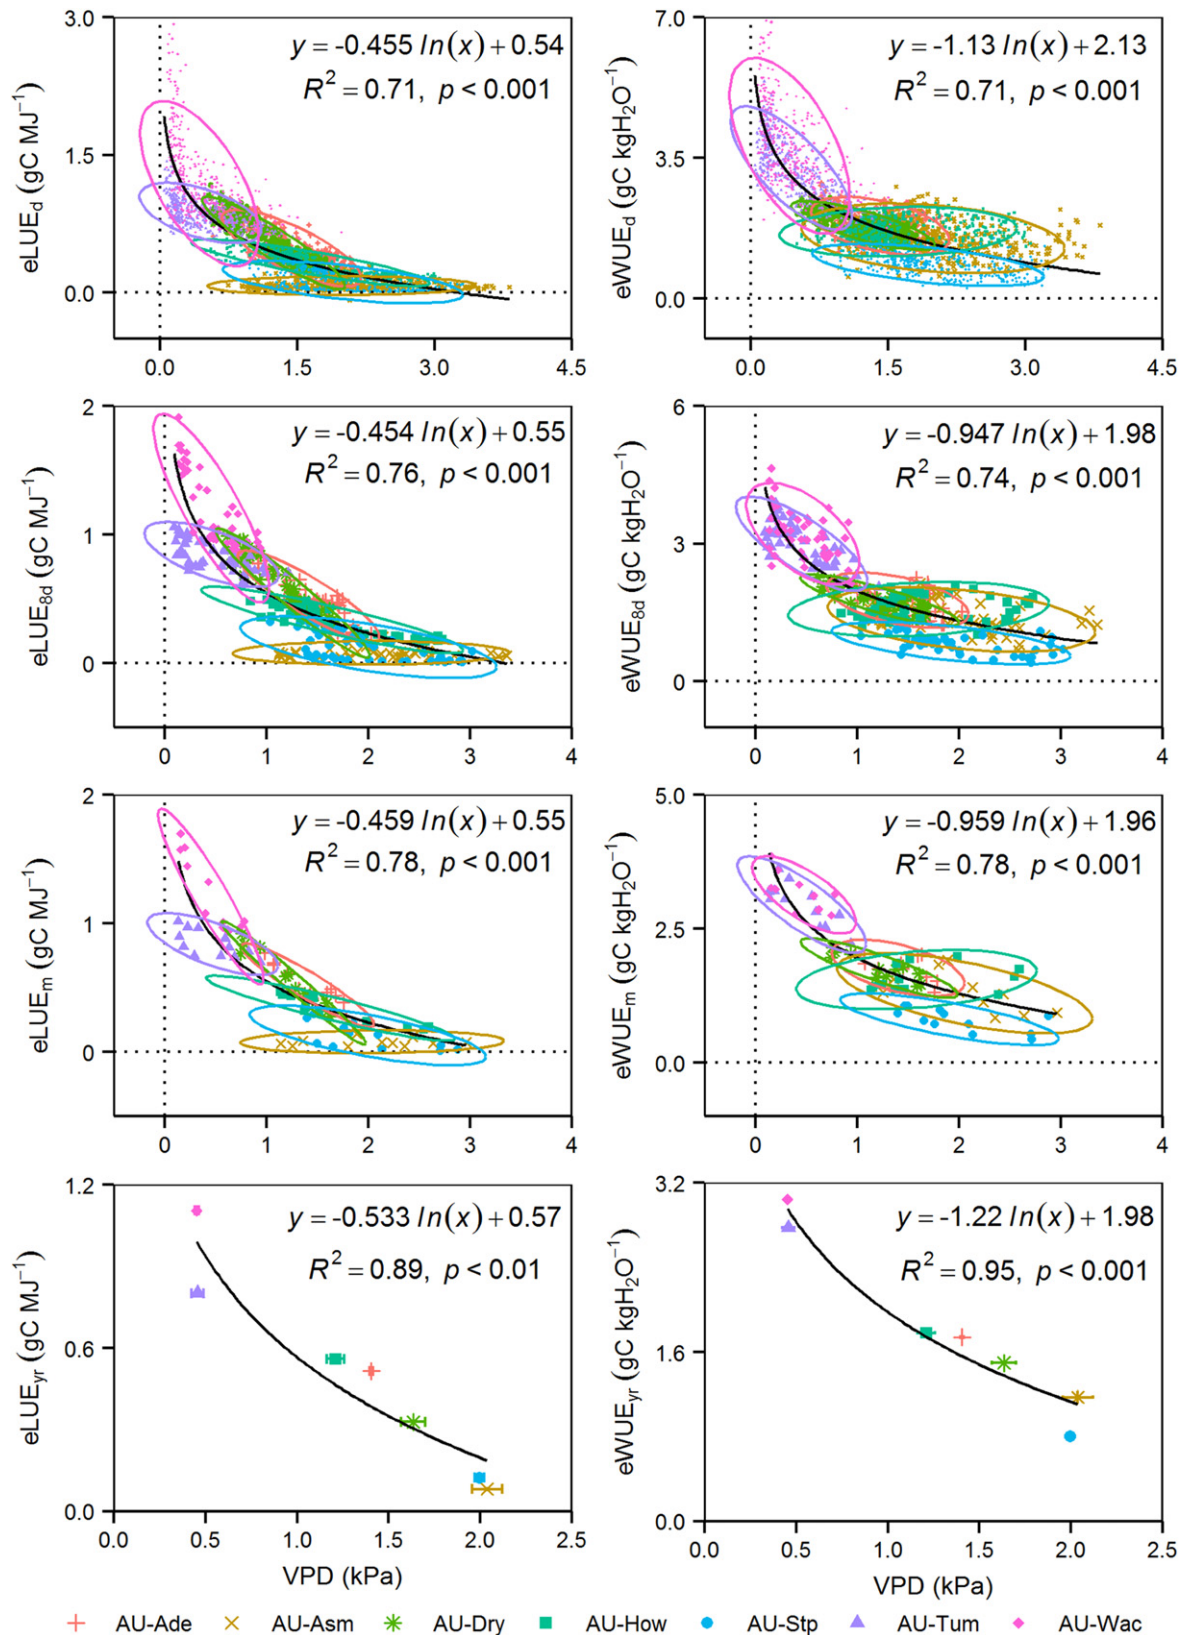 y = -0.455 ln(x) + 0.54
R² = 0.71, p < 0.001
eLUE_d (gC MJ⁻¹)
3.0
1.5
0.0
0.0 1.5 3.0 4.5
y = -1.13 ln(x) + 2.13
R² = 0.71, p < 0.001
eWUE_d (gC kgH₂O⁻¹)
7.0
3.5
0.0
0.0 1.5 3.0 4.5
y = -0.454 ln(x) + 0.55
R² = 0.76, p < 0.001
eLUE_8d (gC MJ⁻¹)
2
1
0
0 1 2 3 4
y = -0.947 ln(x) + 1.98
R² = 0.74, p < 0.001
eWUE_8d (gC kgH₂O⁻¹)
6
3
0
0 1 2 3 4
y = -0.459 ln(x) + 0.55
R² = 0.78, p < 0.001
eLUE_m (gC MJ⁻¹)
2
1
0
0 1 2 3 4
y = -0.959 ln(x) + 1.96
R² = 0.78, p < 0.001
eWUE_m (gC kgH₂O⁻¹)
5.0
2.5
0.0
0 1 2 3 4
y = -0.533 ln(x) + 0.57
R² = 0.89, p < 0.01
eLUE_yr (gC MJ⁻¹)
1.2
0.6
0.0
0.0 0.5 1.0 1.5 2.0 2.5
VPD (kPa)
y = -1.22 ln(x) + 1.98
R² = 0.95, p < 0.001
eWUE_yr (gC kgH₂O⁻¹)
3.2
1.6
0.0
0.0 0.5 1.0 1.5 2.0 2.5
VPD (kPa)
AU-Ade AU-Asm AU-Dry AU-How AU-Stp AU-Tum AU-Wac